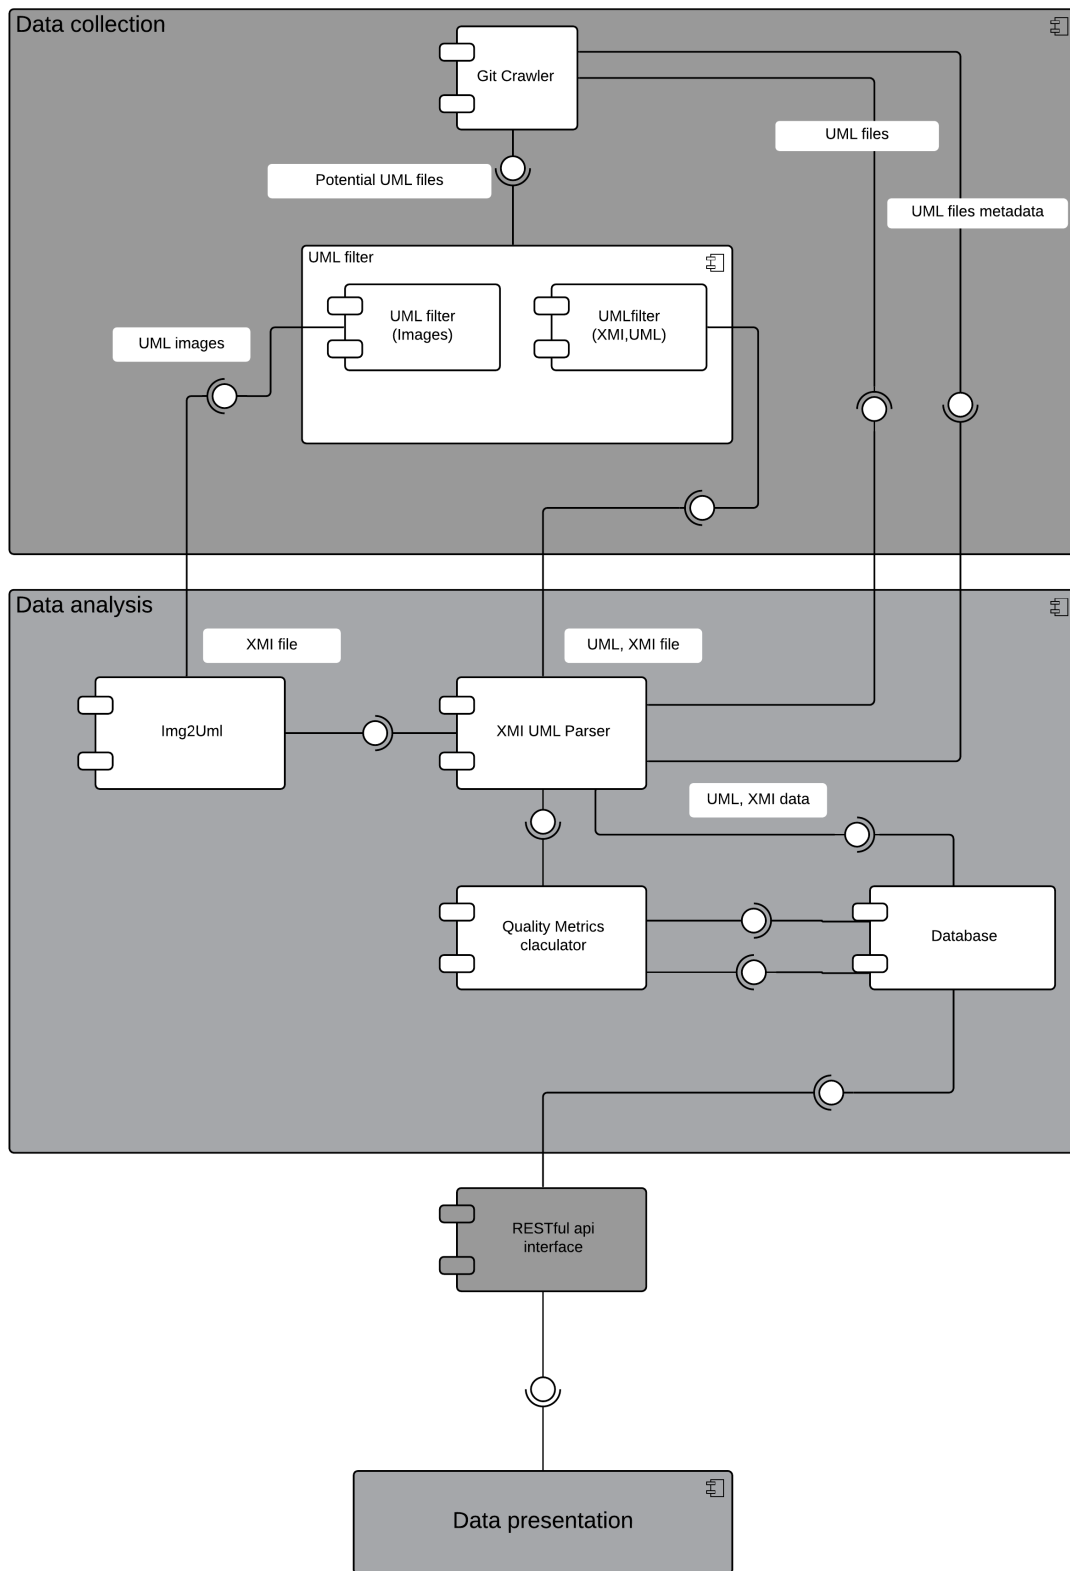 Data collection
Git Crawler
UML files
Potential UML files
UML files metadata
UML filter
UML filter
(Images)
UMLfilter
(XMI,UML)
UML images
Data analysis
XMI file
UML, XMI file
Img2Uml
XMI UML Parser
UML, XMI data
Quality Metrics
claculator
Database
RESTful api
interface
Data presentation